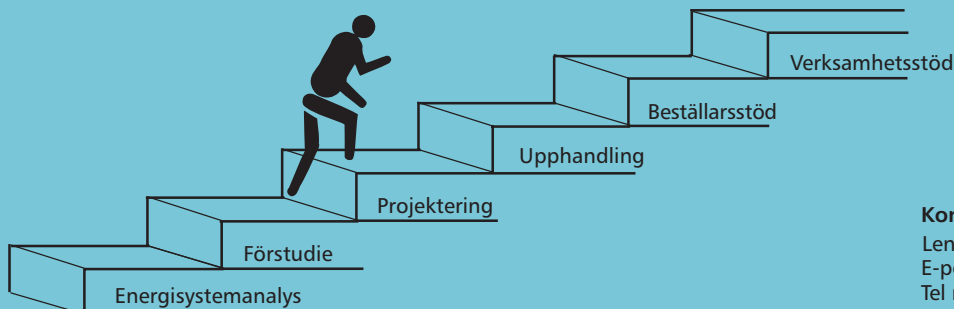 Verksamhetsstöd
Beställarsstöd
Upphandling
Projektering
Förstudie
Energisystemanalys